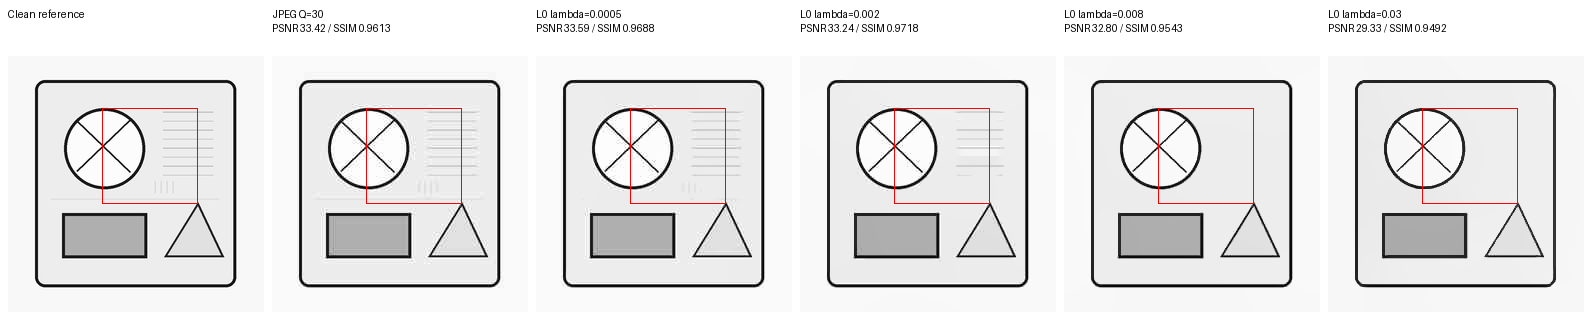 Clean reference
JPEG Q=30
PSNR 33.42 / SSIM 0.9613
L0 lambda=0.0005
PSNR 33.59 / SSIM 0.9688
L0 lambda=0.002
PSNR 33.24 / SSIM 0.9718
L0 lambda=0.008
PSNR 32.80 / SSIM 0.9543
L0 lambda=0.03
PSNR 29.33 / SSIM 0.9492